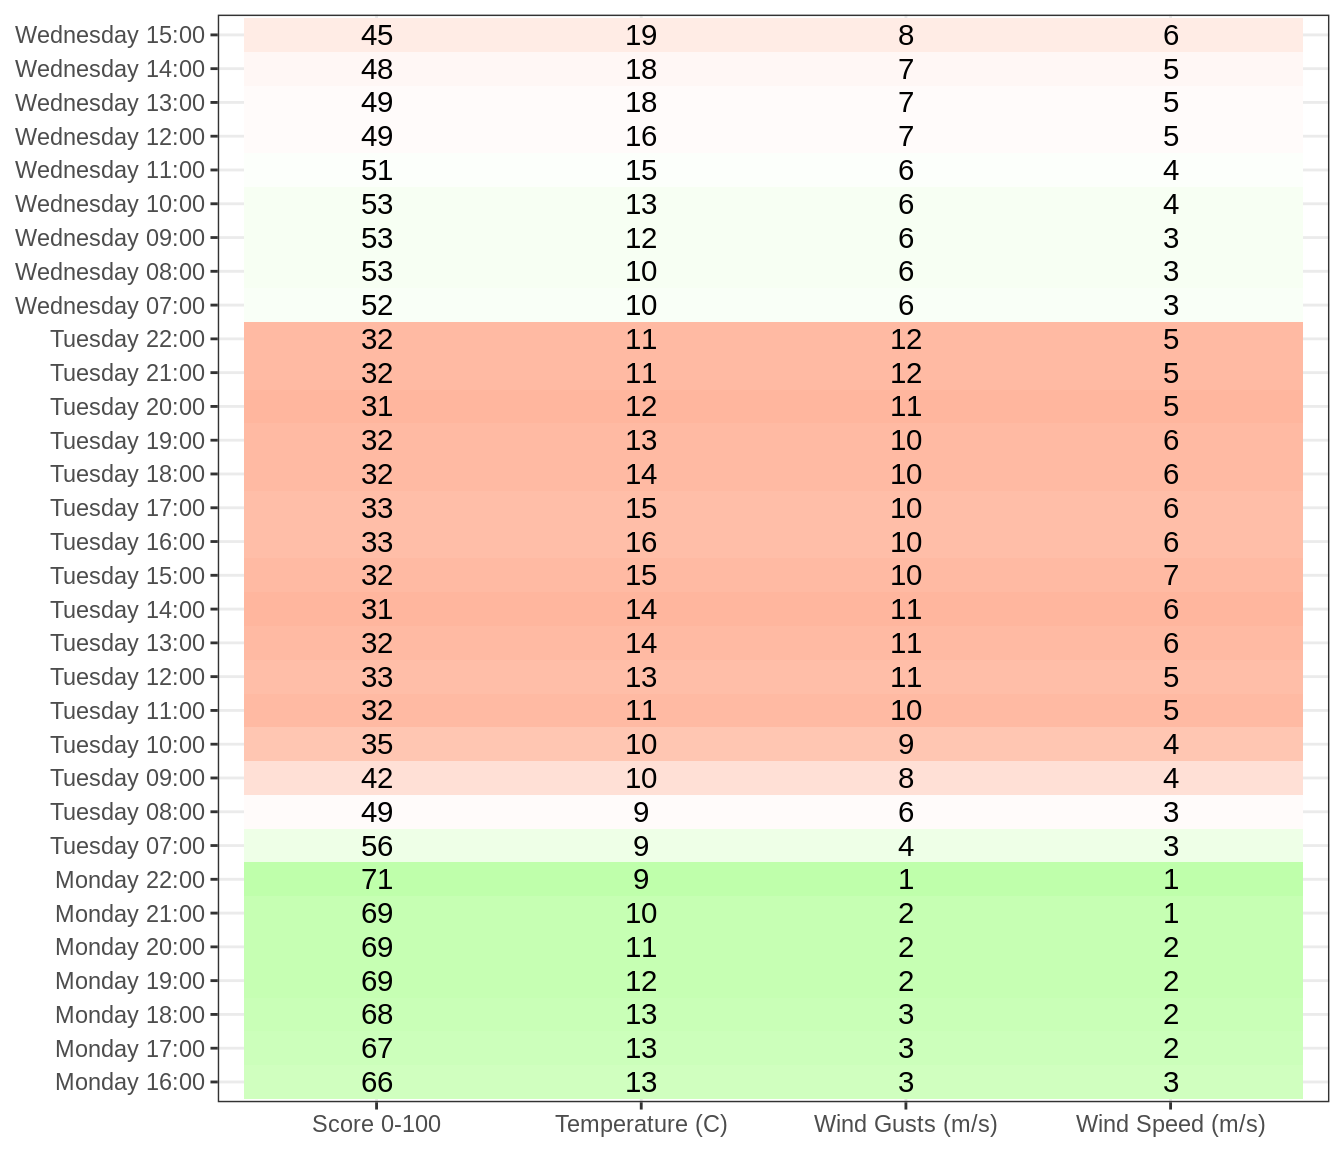 Wednesday 15:00 45 19 8 6
Wednesday 14:00 48 18 7 5
Wednesday 13:00 49 18 7 5
Wednesday 12:00 49 16 7 5
Wednesday 11:00 51 15 6 4
Wednesday 10:00 53 13 6 4
Wednesday 09:00 53 12 6 3
Wednesday 08:00 53 10 6 3
Wednesday 07:00 52 10 6 3
Tuesday 22:00 32 11 12 5
Tuesday 21:00 32 11 12 5
Tuesday 20:00 31 12 11 5
Tuesday 19:00 32 13 10 6
Tuesday 18:00 32 14 10 6
Tuesday 17:00 33 15 10 6
Tuesday 16:00 33 16 10 6
Tuesday 15:00 32 15 10 7
Tuesday 14:00 31 14 11 6
Tuesday 13:00 32 14 11 6
Tuesday 12:00 33 13 11 5
Tuesday 11:00 32 11 10 5
Tuesday 10:00 35 10 9 4
Tuesday 09:00 42 10 8 4
Tuesday 08:00 49 9 6 3
Tuesday 07:00 56 9 4 3
Monday 22:00 71 9 1 1
Monday 21:00 69 10 2 1
Monday 20:00 69 11 2 2
Monday 19:00 69 12 2 2
Monday 18:00 68 13 3 2
Monday 17:00 67 13 3 2
Monday 16:00 66 13 3 3
Score 0-100 Temperature (C) Wind Gusts (m/s) Wind Speed (m/s)